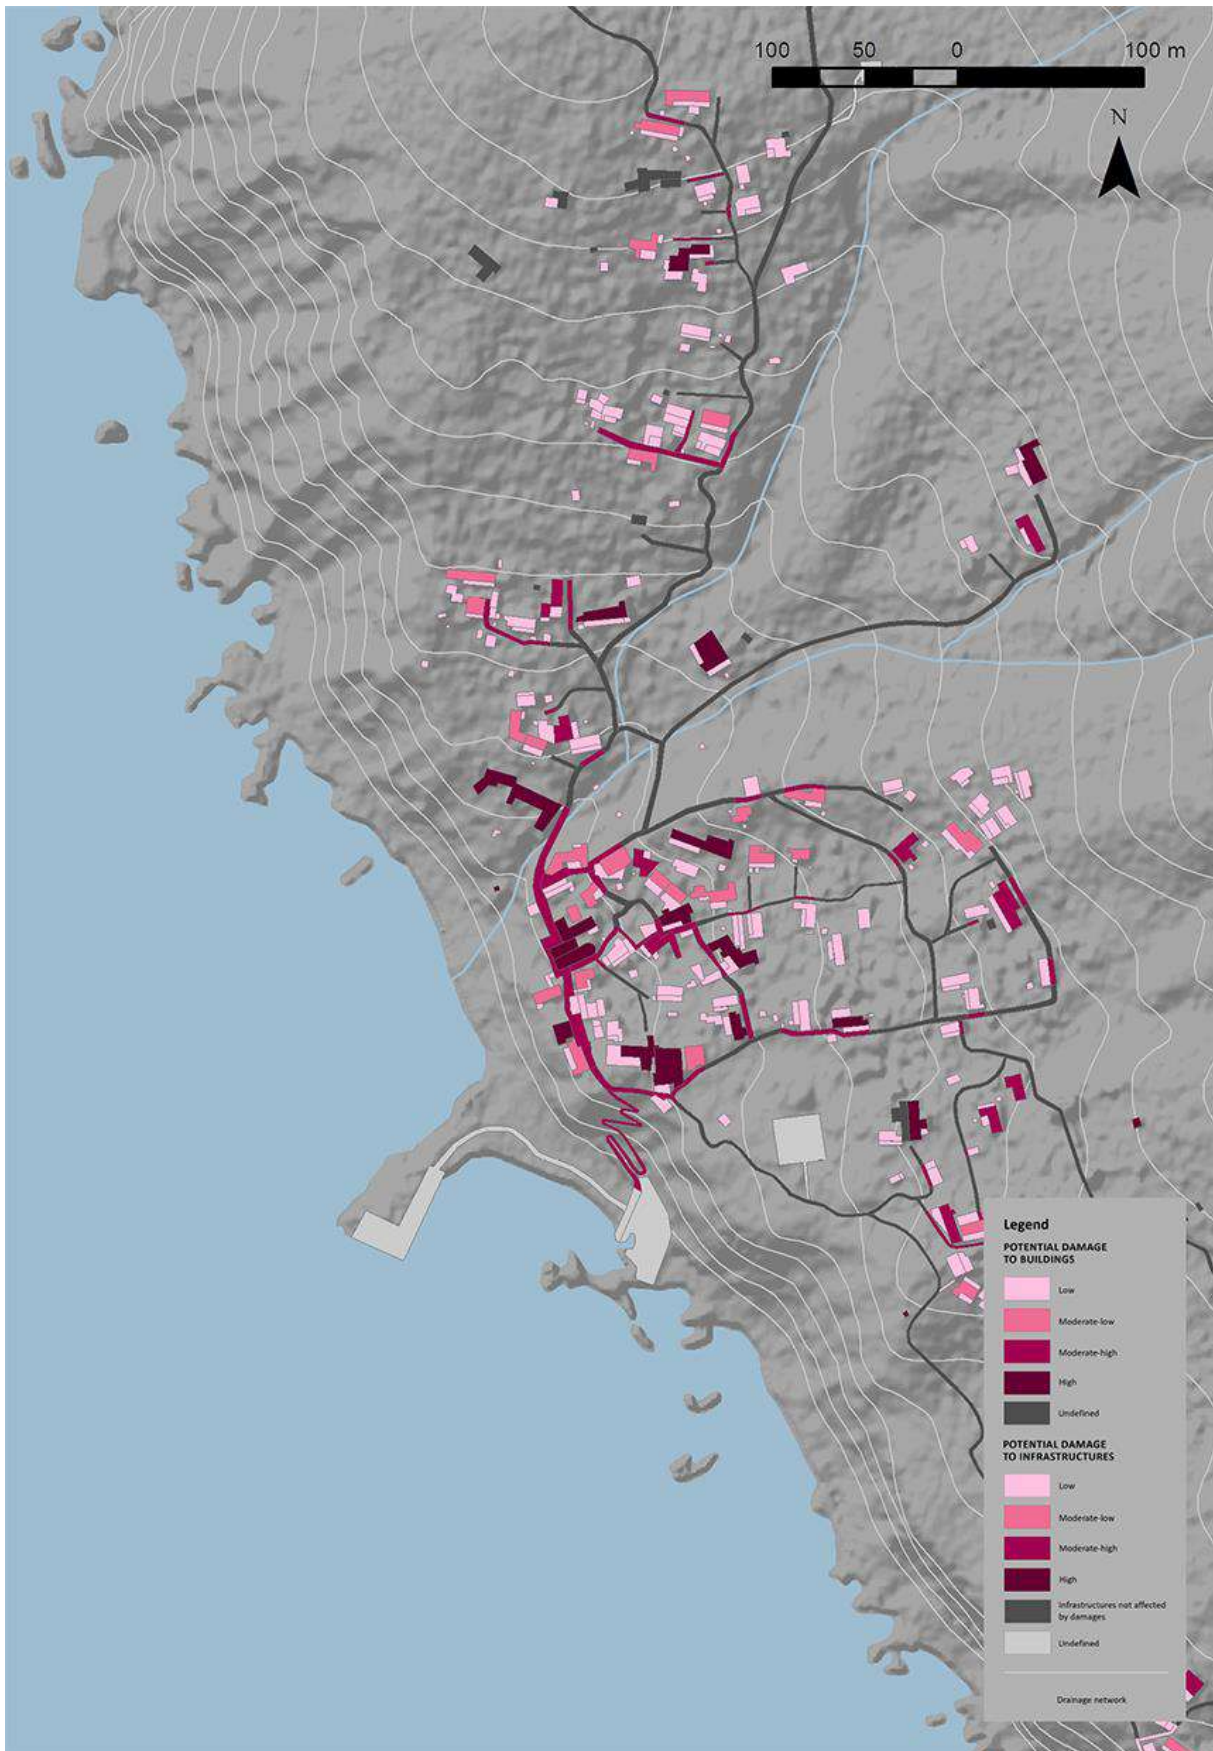 100 50 0 100 m
N
Legend
POTENTIAL DAMAGE
TO BUILDINGS
Low
Moderate-low
Moderate-high
High
Undefined
POTENTIAL DAMAGE
TO INFRASTRUCTURES
Low
Moderate-low
Moderate-high
High
Infrastructures not affected
by damages
Undefined
Drainage network